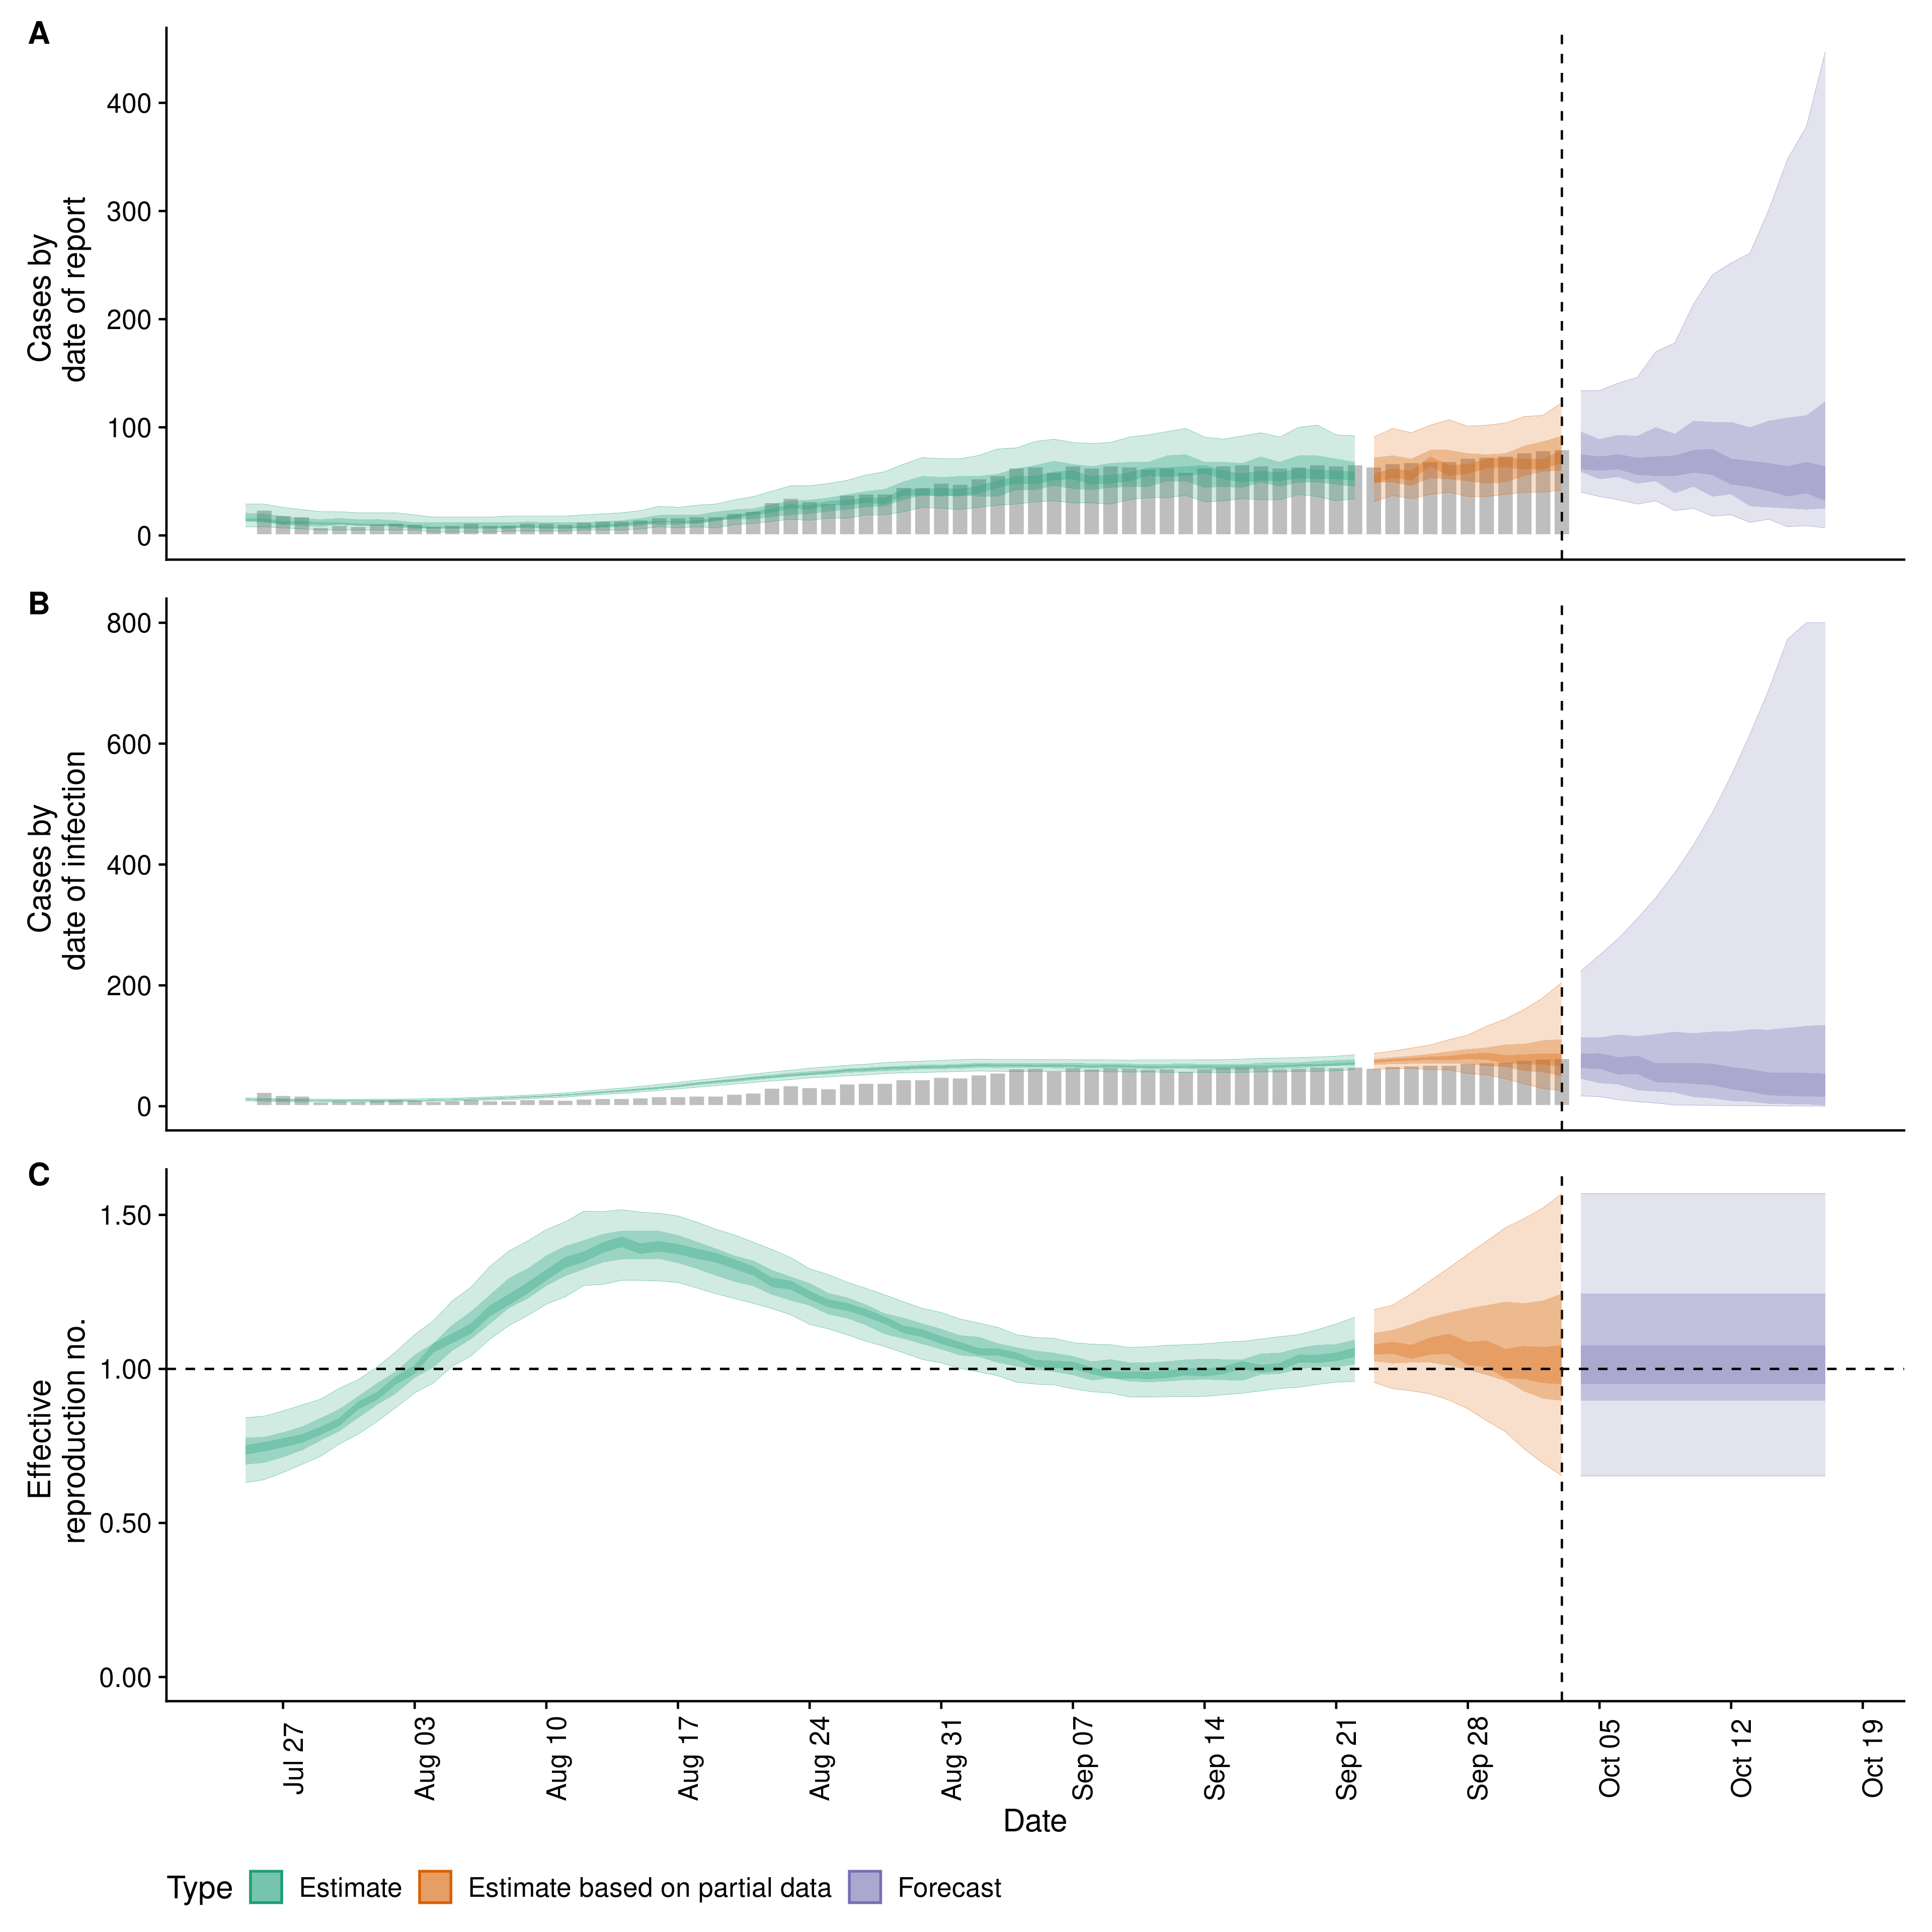 A
Cases by
date of report
400
300
200
100
0
B
Cases by
date of infection
800
600
400
200
0
C
Effective
reproduction no.
1.50
1.00
0.50
0.00
Jul 27
Aug 03
Aug 10
Aug 17
Aug 24
Aug 31
Sep 07
Sep 14
Sep 21
Sep 28
Oct 05
Oct 12
Oct 19
Date
Type Estimate Estimate based on partial data Forecast